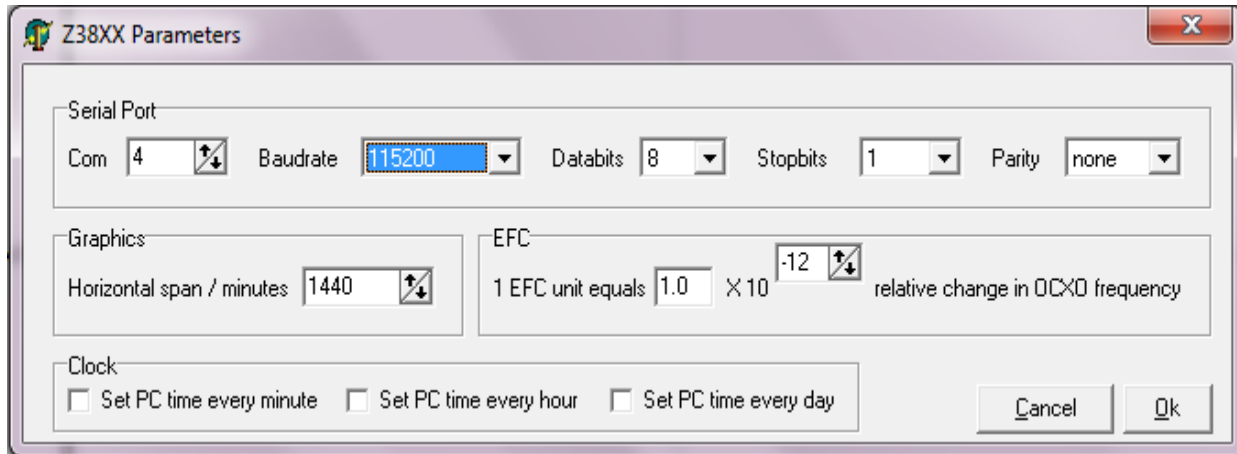 Z38XX Parameters
X
Serial Port
Com 4 Baudrate 115200 Databits 8 Stopbits 1 Parity none
Graphics
Horizontal span / minutes 1440
EFC
1 EFC unit equals 1.0 X 10 -12 relative change in OCXO frequency
Clock
Set PC time every minute Set PC time every hour Set PC time every day
Cancel Ok